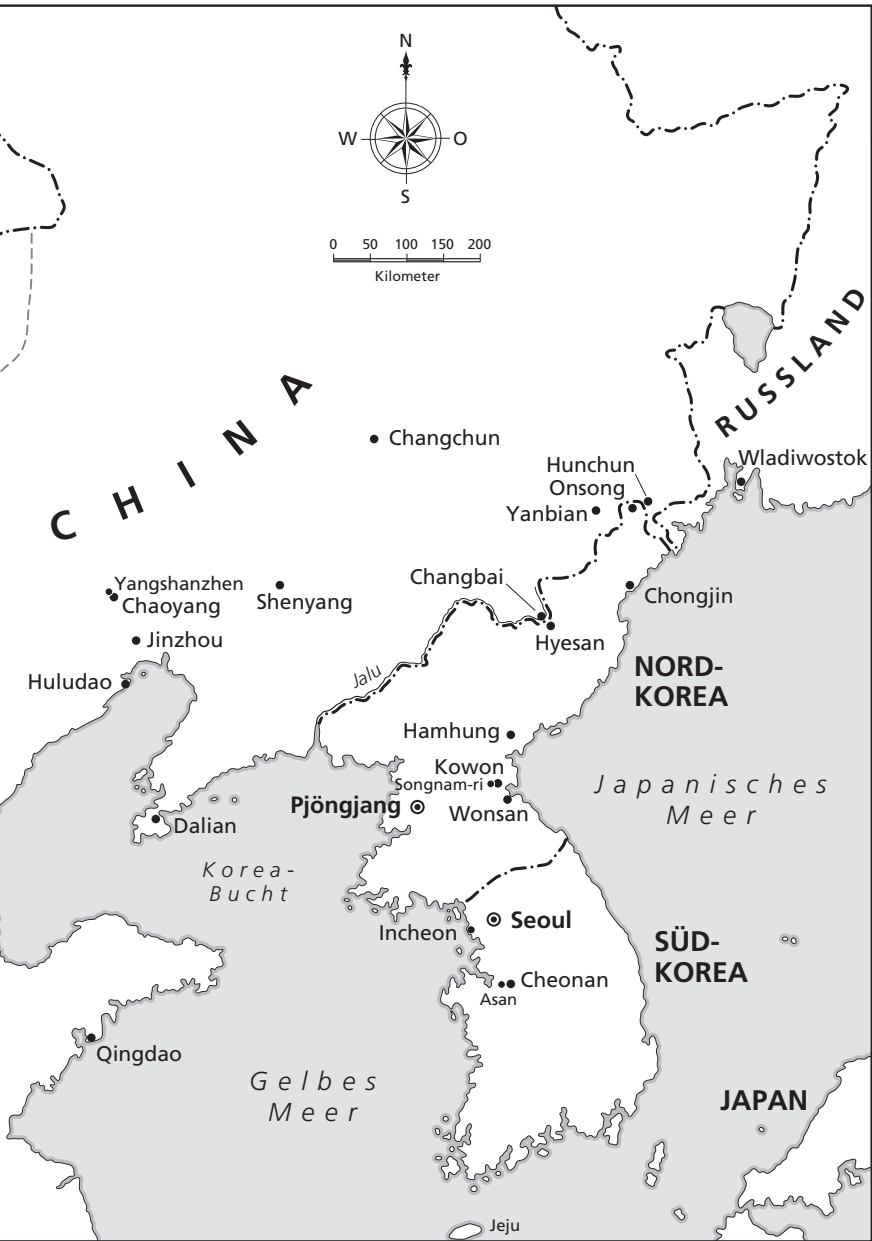 N
W
O
S
0 50 100 150 200
Kilometer
CHINA
RUSSLAND
Changchun
Wladiwostok
Hunchun
Onsong
Yanbian
Changbai
Yangshanzhen
Chaoyang
Shenyang
Chongjin
Jinzhou
Hyesan
Huludao
Jalu
NORD-
KOREA
Hamhung
Kowon
Songnam-ri
Pjöngjang
Wonsan
Japanisches
Meer
Dalian
Korea-
Bucht
Incheon
Seoul
SÜD-
KOREA
Cheonan
Asan
Qingdao
Gelbes
Meer
JAPAN
Jeju